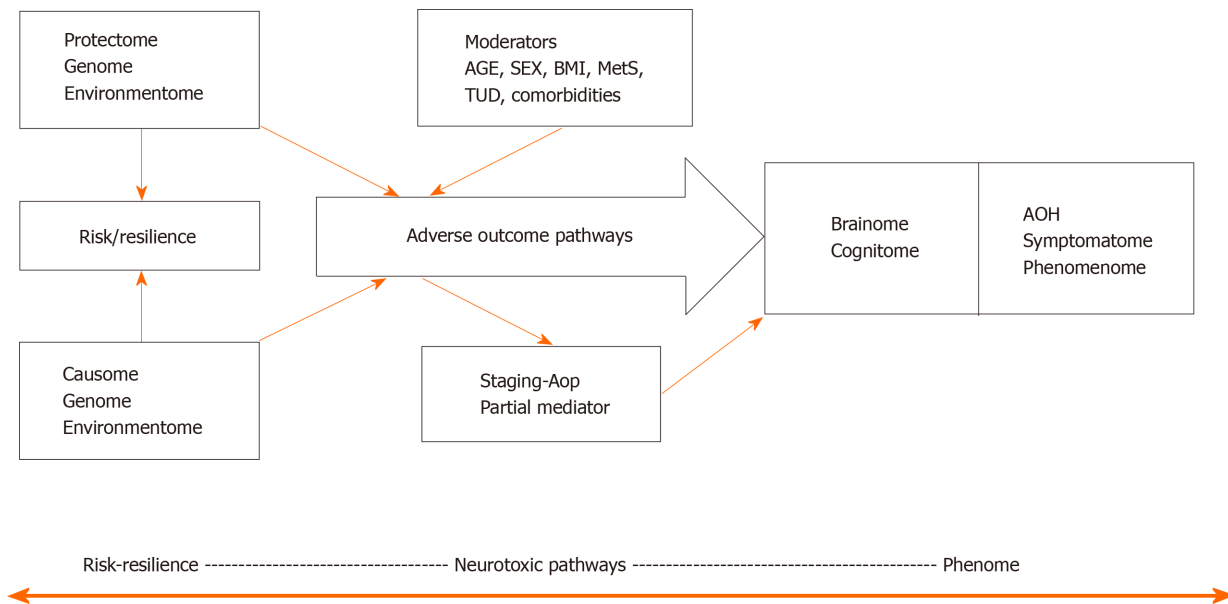 Protectome
Genome
Environmentome
Moderators
AGE, SEX, BMI, MetS,
TUD, comorbidities
Risk/resilience
Adverse outcome pathways
Brainome
Cognitome
AOH
Symptomatome
Phenomenome
Causome
Genome
Environmentome
Staging-Aop
Partial mediator
Risk-resilience ------------------------------------ Neurotoxic pathways --------------------------------------------- Phenome